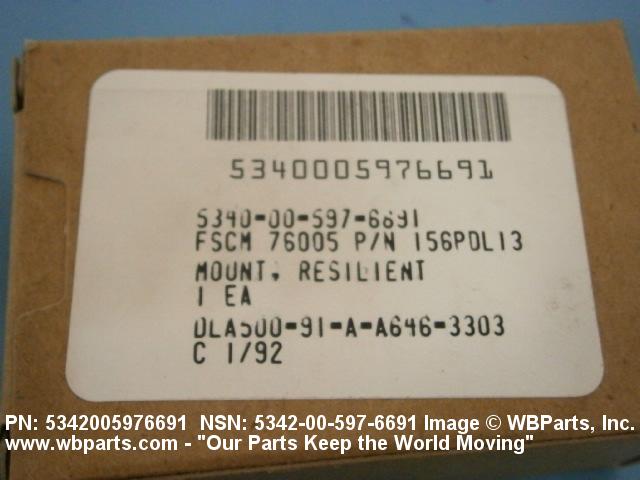 5340005976691
5340-00-597-6691
FSCM 76005 P/N 156PDL13
MOUNT, RESILIENT
1 EA
DLA500-91-A-A646-3303
C 1/92
PN: 5342005976691 NSN: 5342-00-597-6691 Image © WBParts, Inc.
www.wbparts.com - "Our Parts Keep the World Moving"